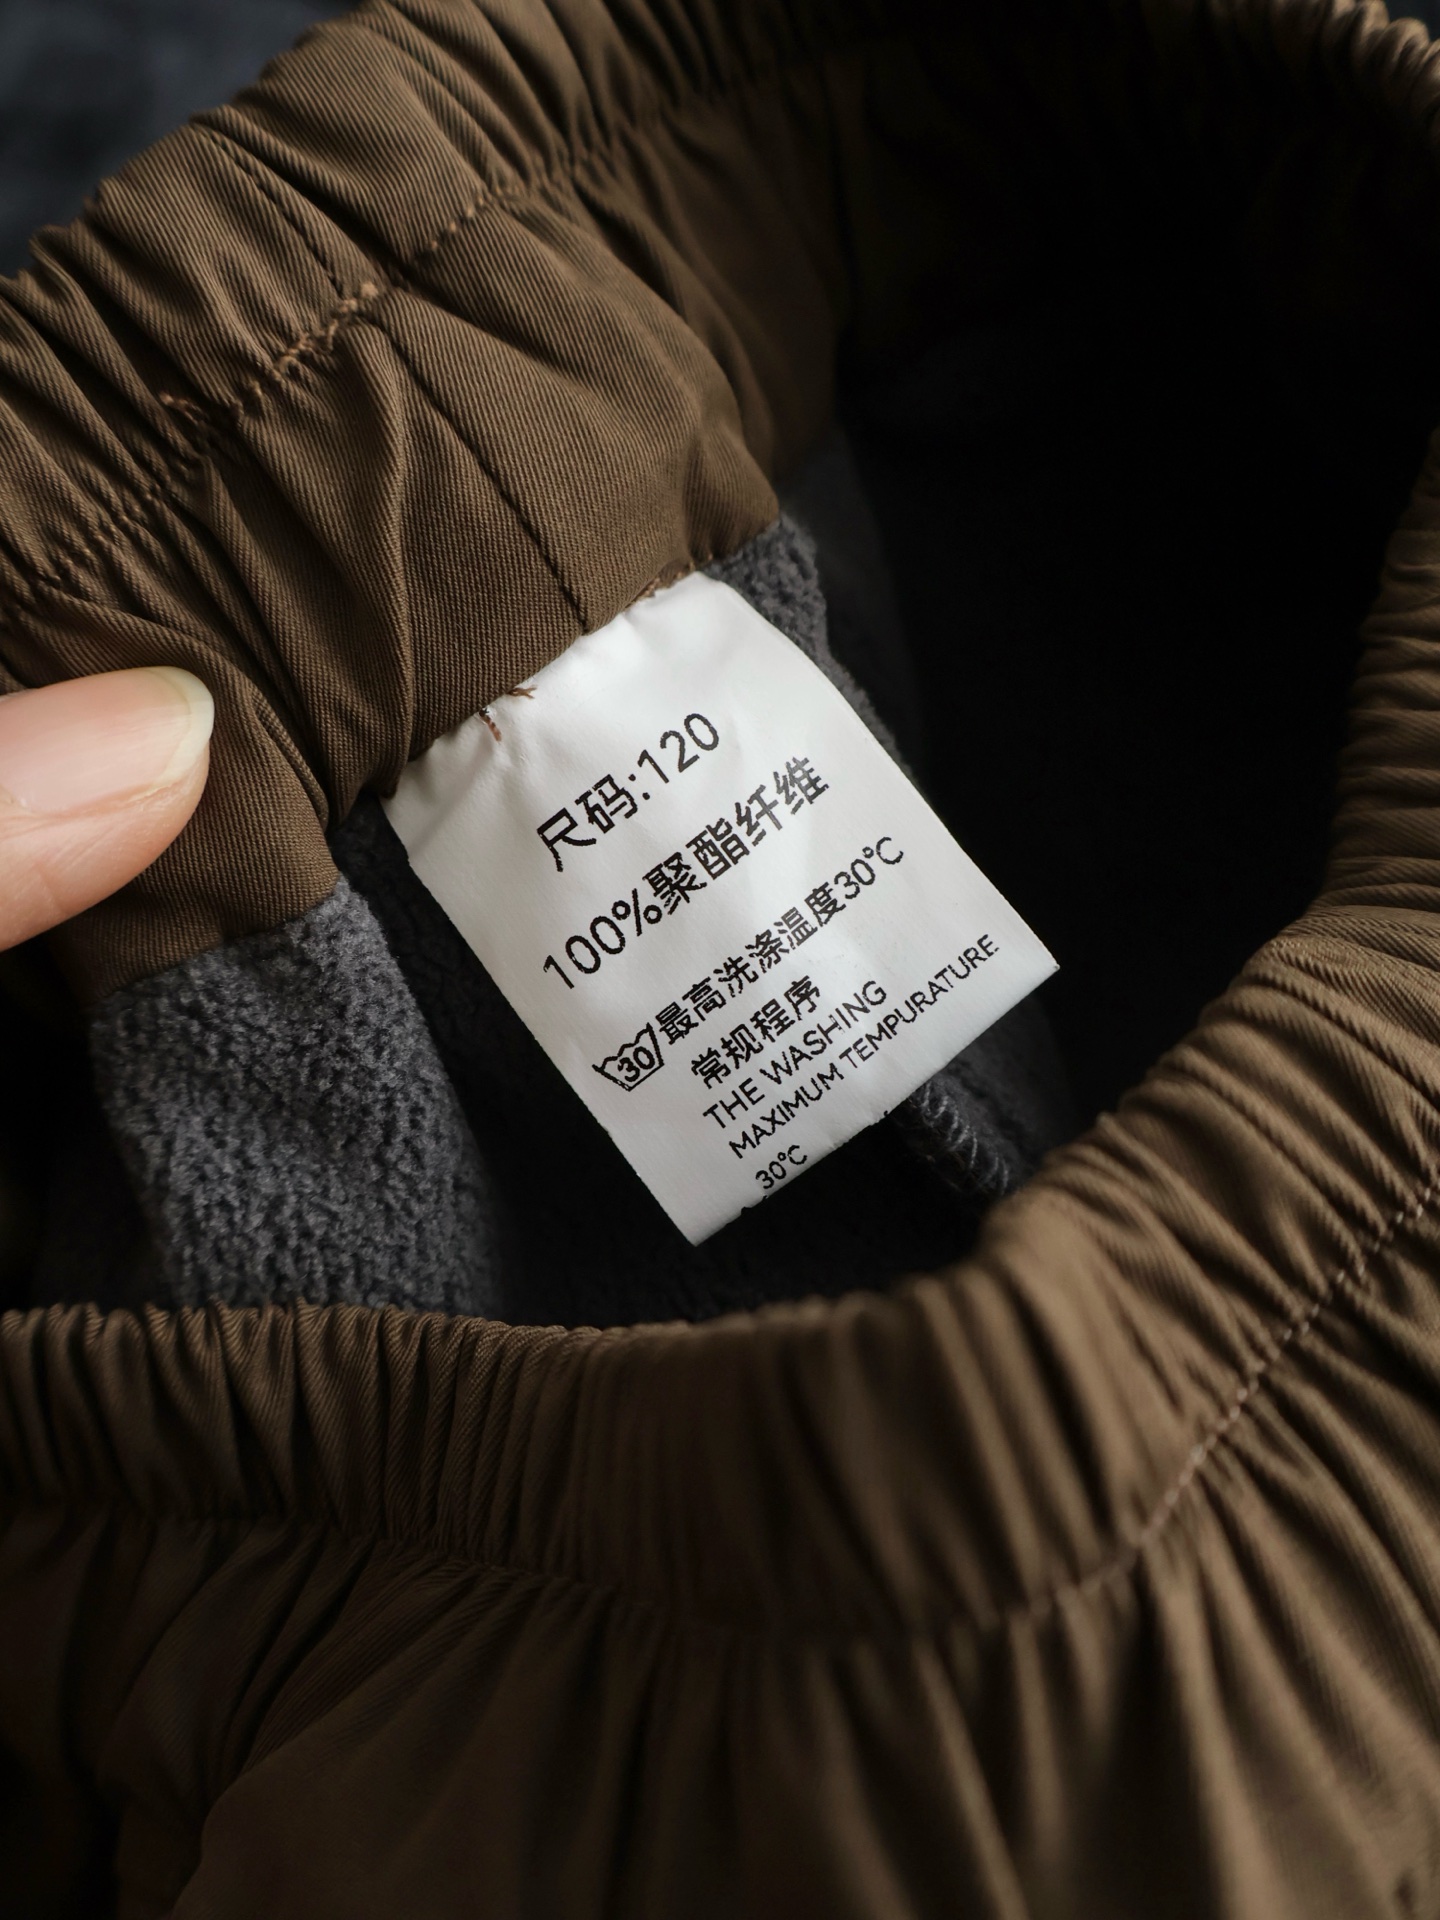 尺码:120
100%聚酯纤维
30 最高洗涤温度30℃
常规程序
THE WASHING
MAXIMUM TEMPURATURE
30℃